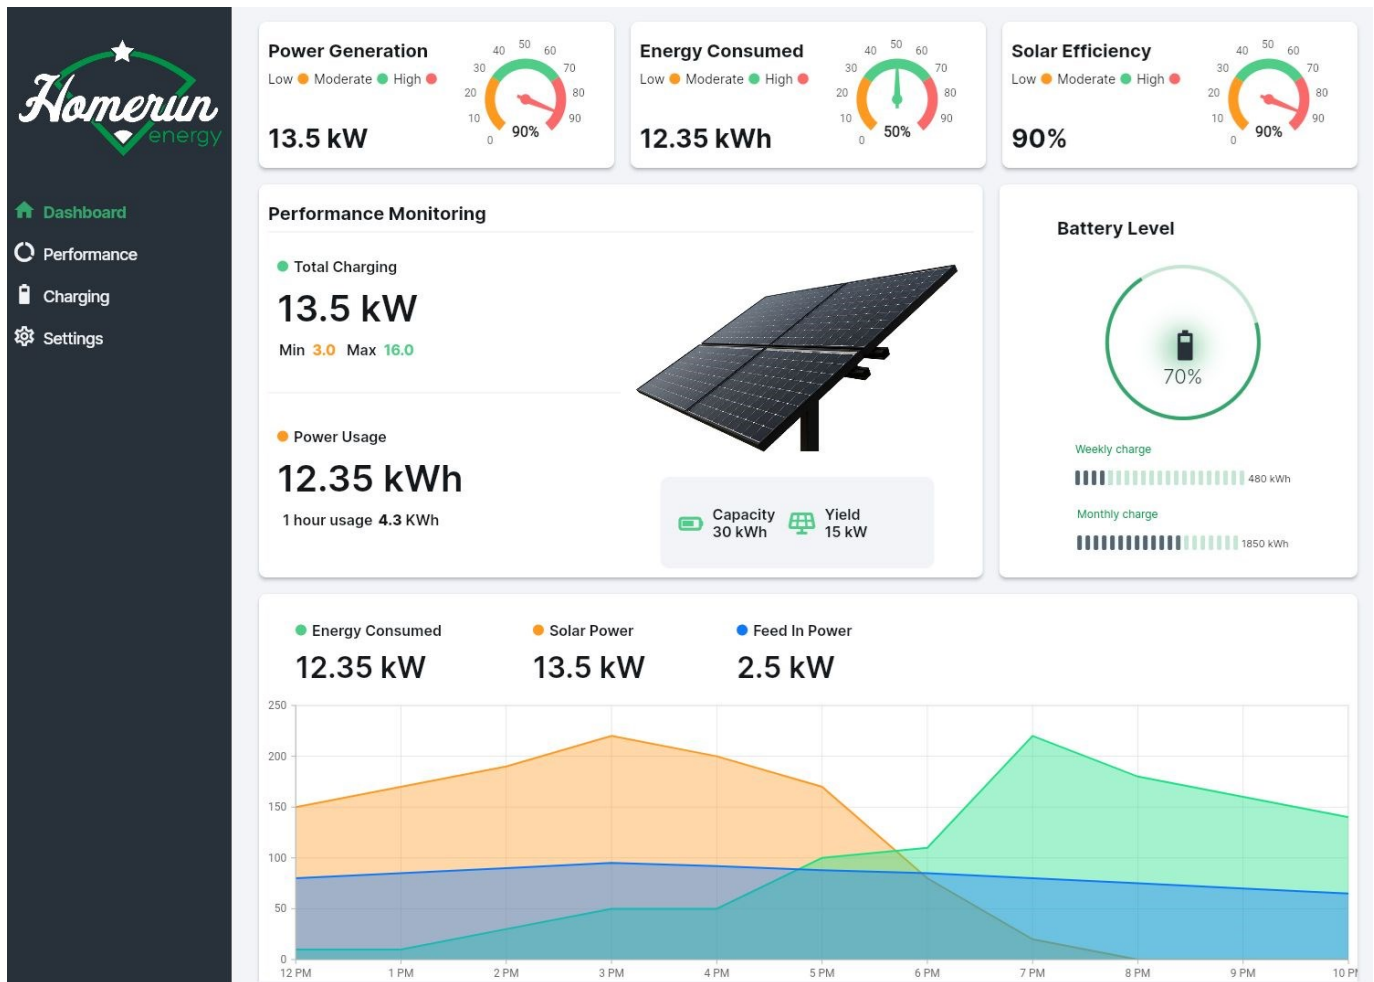 Homerun
energy
Dashboard
Performance
Charging
Settings
Power Generation
Low Moderate High
13.5 kW
0 10 20 30 40 50 60 70 80 90
90%
Energy Consumed
Low Moderate High
12.35 kWh
0 10 20 30 40 50 60 70 80 90
50%
Solar Efficiency
Low Moderate High
90%
0 10 20 30 40 50 60 70 80 90
90%
Performance Monitoring
Total Charging
13.5 kW
Min 3.0 Max 16.0
Power Usage
12.35 kWh
1 hour usage 4.3 KWh
Capacity
30 kWh
Yield
15 kW
Battery Level
70%
Weekly charge
480 kWh
Monthly charge
1850 kWh
Energy Consumed
12.35 kW
Solar Power
13.5 kW
Feed In Power
2.5 kW
250
200
150
100
50
0
12 PM 1 PM 2 PM 3 PM 4 PM 5 PM 6 PM 7 PM 8 PM 9 PM 10 PM